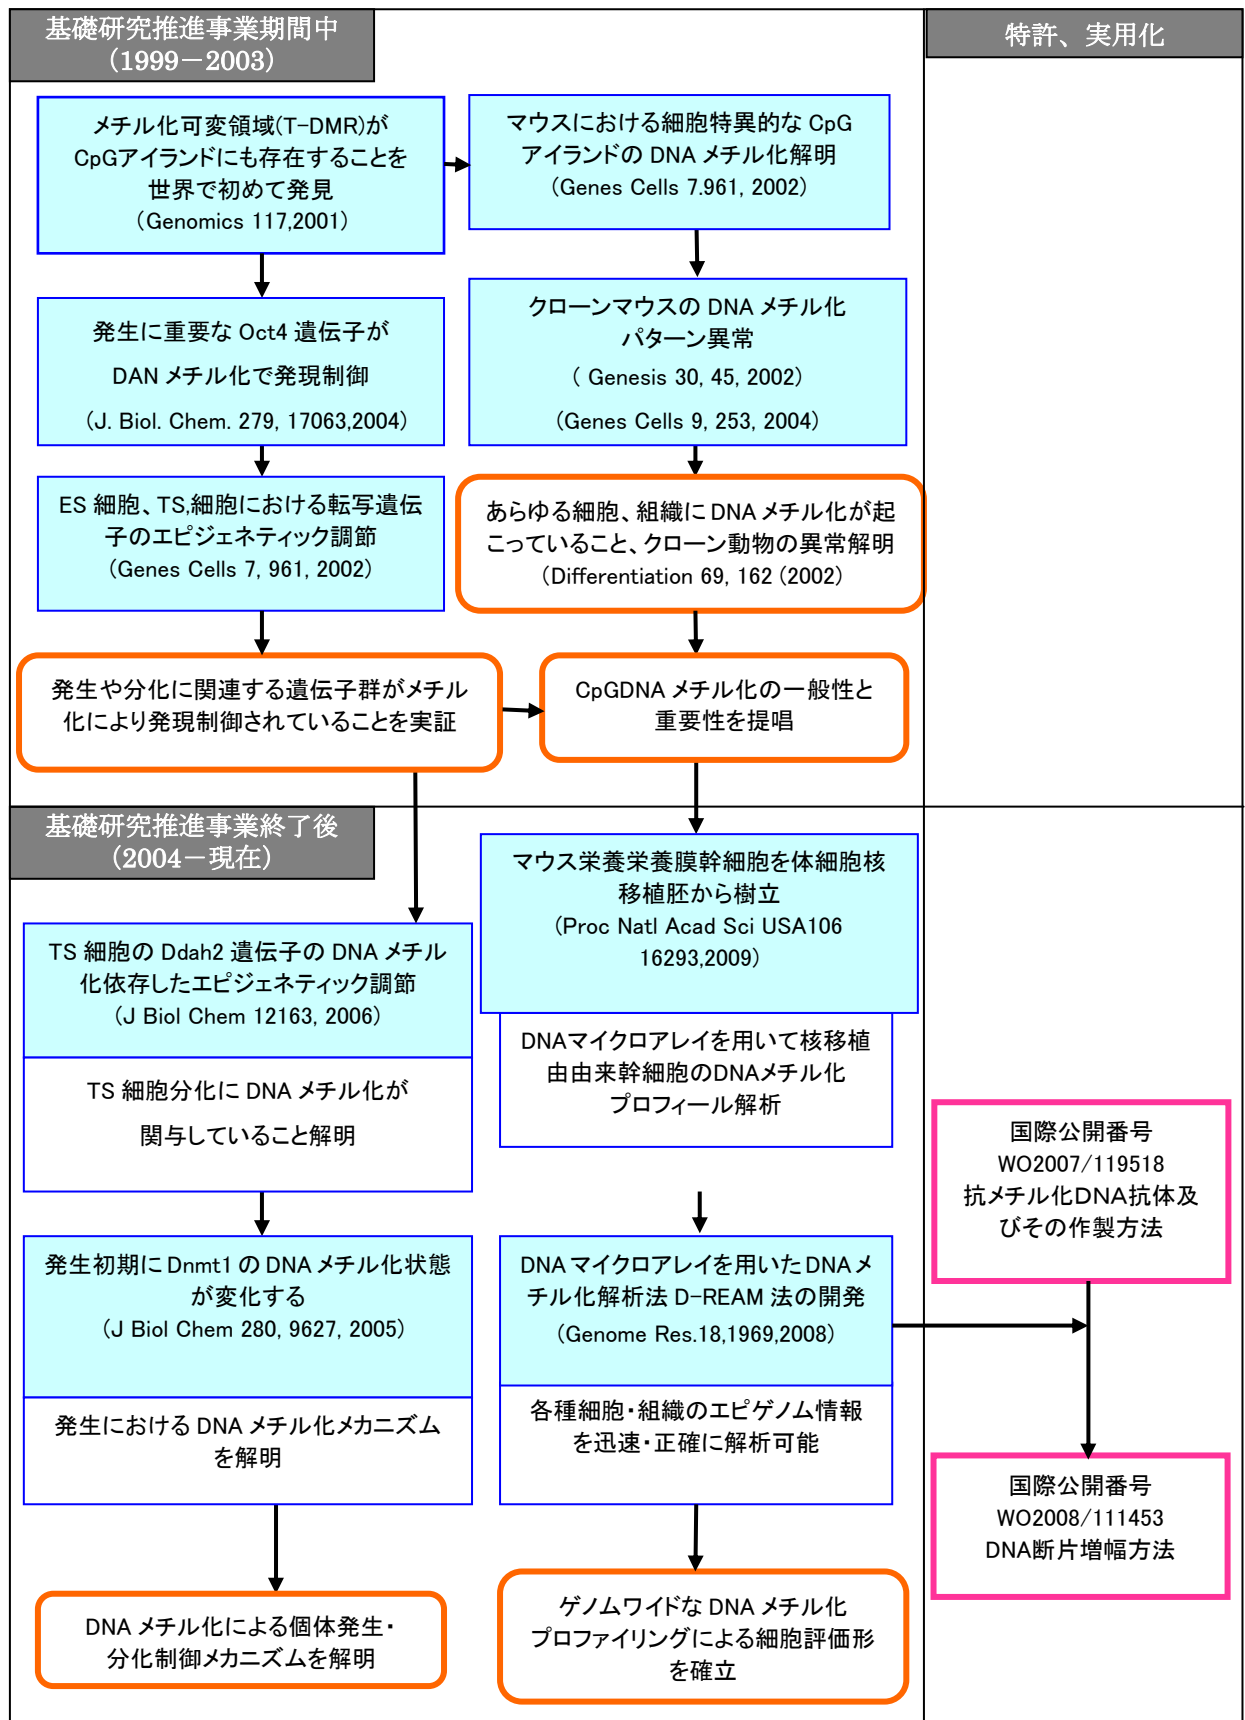 基礎研究推進事業期間中
(1999－2003)
特許、実用化
メチル化可変領域(T-DMR)が
CpGアイランドにも存在することを
世界で初めて発見
(Genomics 117,2001)
マウスにおける細胞特異的な CpG
アイランドの DNA メチル化解明
(Genes Cells 7.961, 2002)
発生に重要な Oct4 遺伝子が
DAN メチル化で発現制御
(J. Biol. Chem. 279, 17063,2004)
クローンマウスの DNA メチル化
パターン異常
( Genesis 30, 45, 2002)
(Genes Cells 9, 253, 2004)
ES 細胞、TS,細胞における転写遺伝
子のエピジェネティック調節
(Genes Cells 7, 961, 2002)
あらゆる細胞、組織に DNA メチル化が起
こっていること、クローン動物の異常解明
(Differentiation 69, 162 (2002)
発生や分化に関連する遺伝子群がメチル
化により発現制御されていることを実証
CpGDNA メチル化の一般性と
重要性を提唱
基礎研究推進事業終了後
(2004－現在)
マウス栄養栄養膜幹細胞を体細胞核
移植胚から樹立
(Proc Natl Acad Sci USA106
16293,2009)
TS 細胞の Ddah2 遺伝子の DNA メチル
化依存したエピジェネティック調節
(J Biol Chem 12163, 2006)
DNAマイクロアレイを用いて核移植
由由来幹細胞のDNAメチル化
プロフィール解析
TS 細胞分化に DNA メチル化が
関与していること解明
国際公開番号
WO2007/119518
抗メチル化DNA抗体及
びその作製方法
発生初期に Dnmt1 の DNA メチル化状態
が変化する
(J Biol Chem 280, 9627, 2005)
DNA マイクロアレイを用いた DNA メ
チル化解析法 D-REAM 法の開発
(Genome Res.18,1969,2008)
発生における DNA メチル化メカニズム
を解明
各種細胞・組織のエピゲノム情報
を迅速・正確に解析可能
国際公開番号
WO2008/111453
DNA断片増幅方法
DNA メチル化による個体発生・
分化制御メカニズムを解明
ゲノムワイドな DNA メチル化
プロファイリングによる細胞評価形
を確立